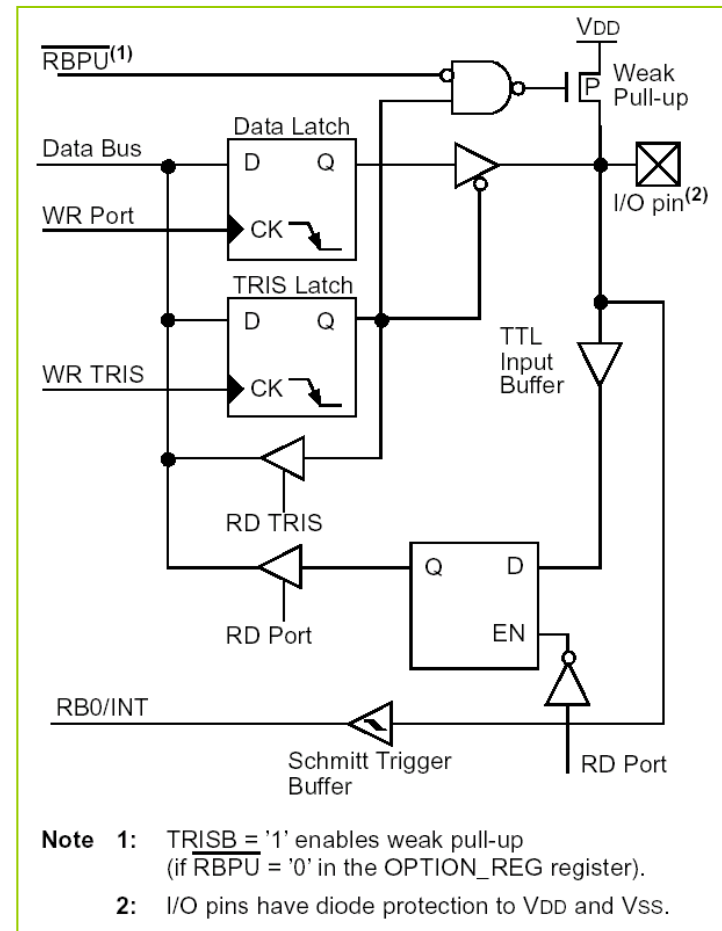 VDD
RBPU(1)
P
Weak
Pull-up
Data Latch
Data Bus
D Q
I/O pin(2)
WR Port
CK
TRIS Latch
D Q
TTL
Input
Buffer
WR TRIS
CK
RD TRIS
Q D
RD Port
EN
RB0/INT
Schmitt Trigger
Buffer
RD Port
Note 1: TRISB = '1' enables weak pull-up
(if RBPU = '0' in the OPTION_REG register).
2: I/O pins have diode protection to VDD and VSS.